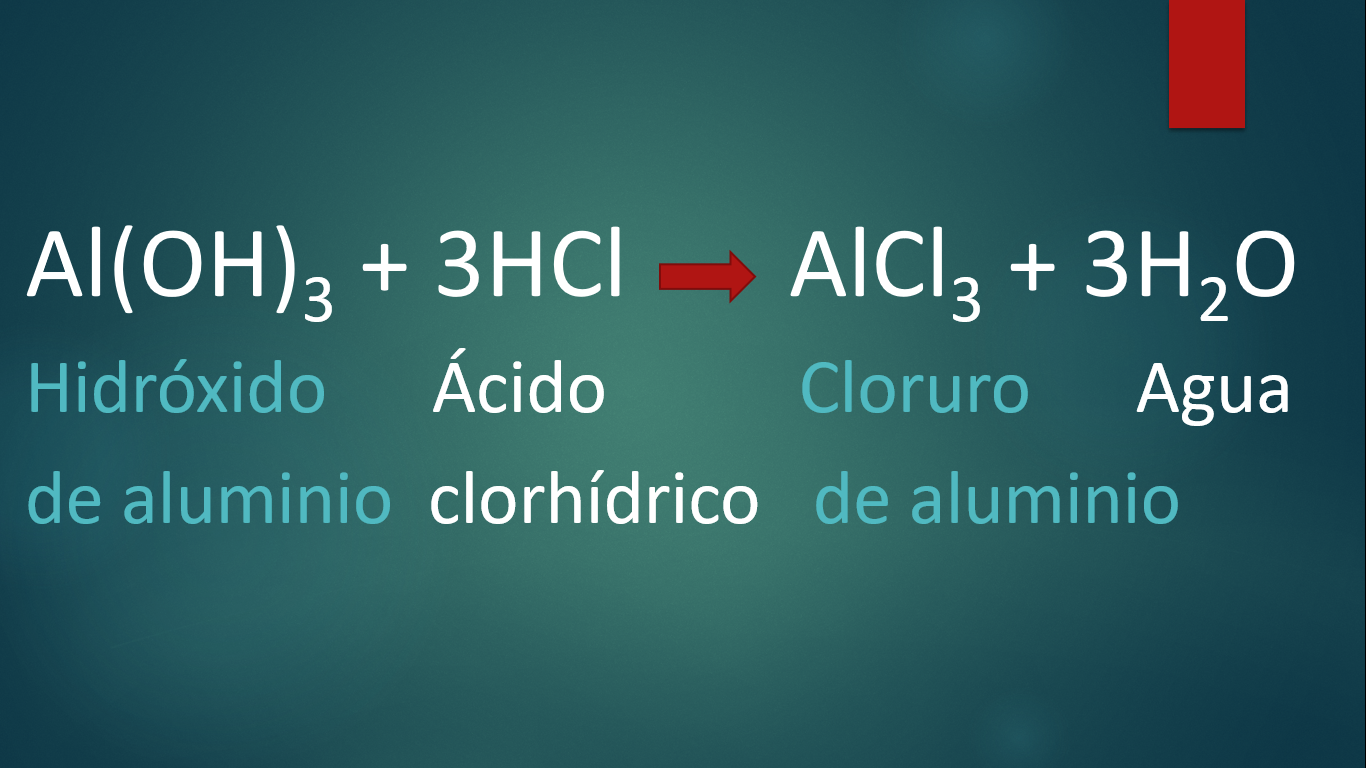 Al(OH)₃ + 3HCl ➡ AlCl₃ + 3H₂O
Hidróxido Ácido Cloruro Agua
de aluminio clorhídrico de aluminio